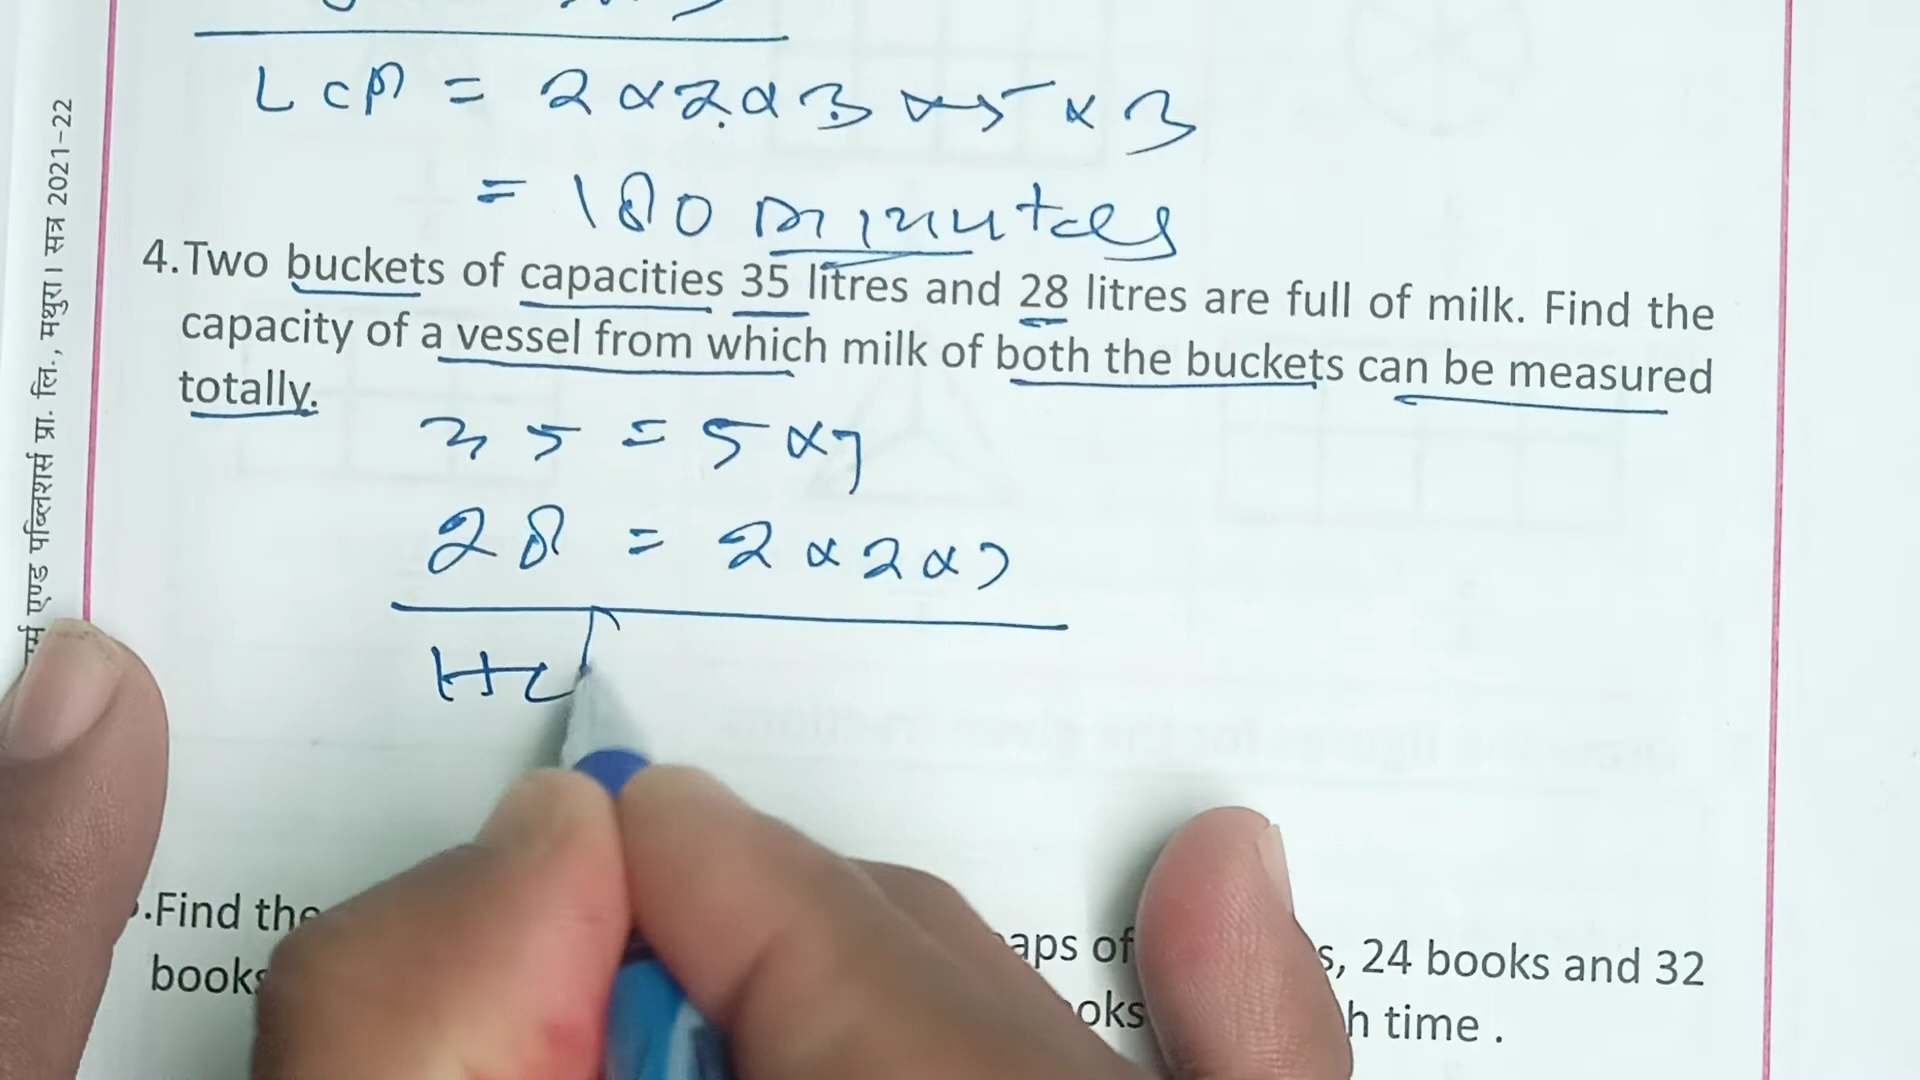 LCM = 2 × 2 × 3 × 5 × 3
= 180 minutes
4.Two buckets of capacities 35 litres and 28 litres are full of milk. Find the
capacity of a vessel from which milk of both the buckets can be measured
totally.
35 = 5 × 7
28 = 2 × 2 × 7
HCF
.Find the of 24 books and 32
books h time .
एण्ड पब्लिशर्स प्रा. लि., मथुरा। सत्र 2021-22